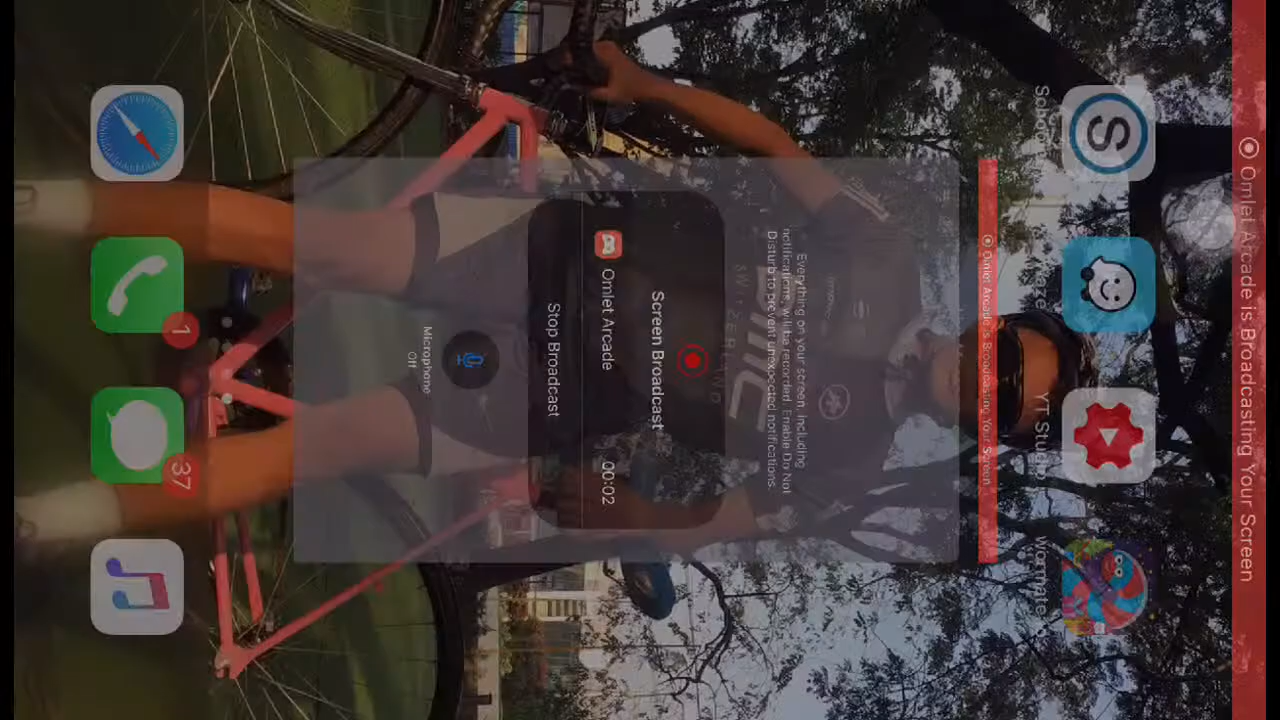 Omlet Arcade is Broadcasting Your Screen
S
YT Studio
Omlet Arcade is Broadcasting Your Screen
Everything on your screen, including
notifications, will be recorded. Enable Do Not
Disturb to prevent unexpected notifications.
Screen Broadcast
Omlet Arcade 00:02
Stop Broadcast
Microphone
Off
1
37